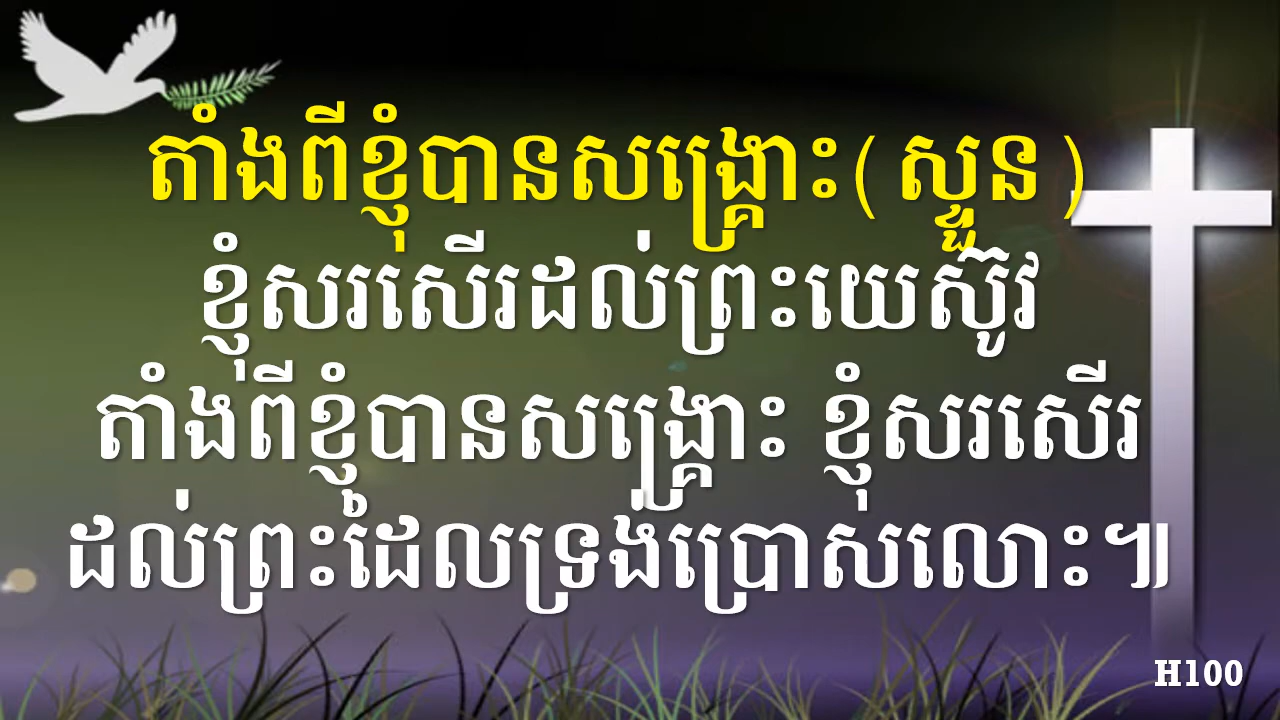 តាំងពីខ្ញុំបានសង្គ្រោះ( ស្ទួន )
ខ្ញុំសរសើរដល់ព្រះយេស៊ូវ
តាំងពីខ្ញុំបានសង្គ្រោះ ខ្ញុំសរសើរ
ដល់ព្រះដែលទ្រង់ប្រោសលោះ៕
H100